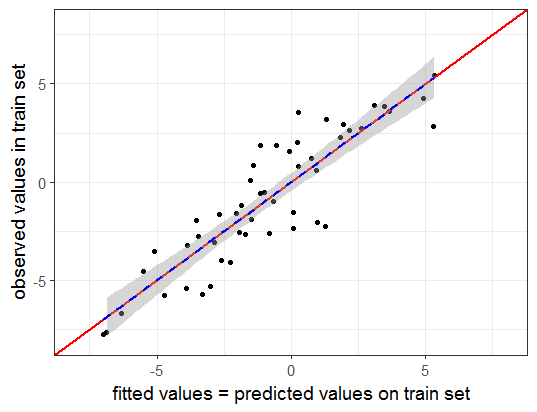 observed values in train set
5
0
-5
-5 0 5
fitted values = predicted values on train set